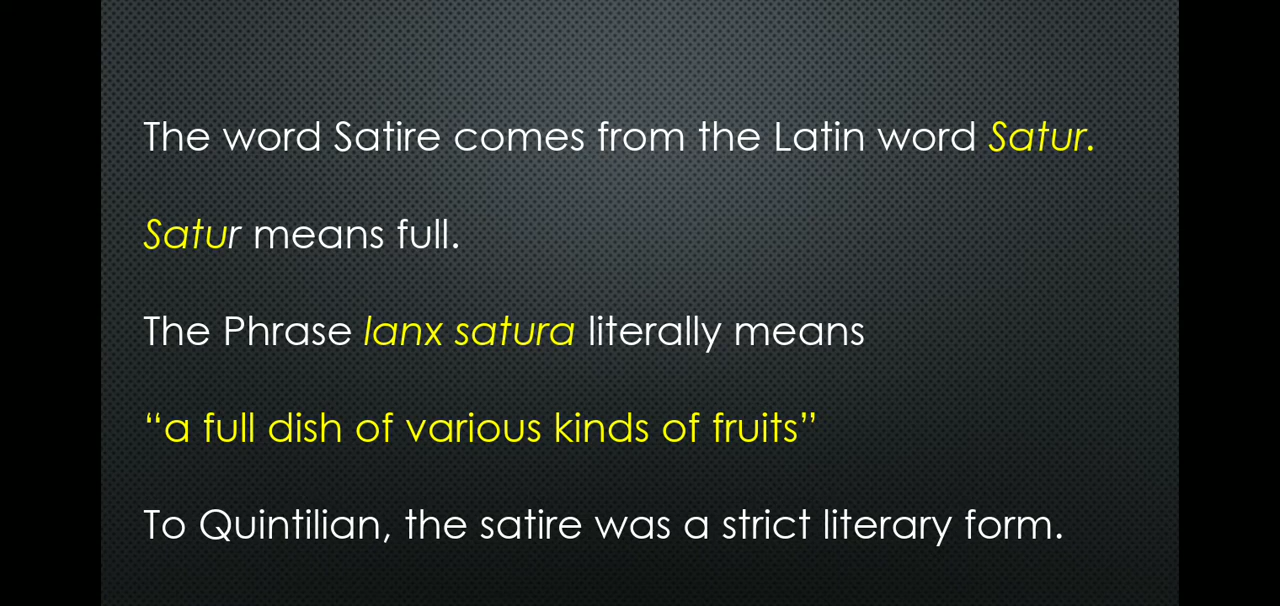 The word Satire comes from the Latin word Satur.
Satur means full.
The Phrase lanx satura literally means
“a full dish of various kinds of fruits”
To Quintilian, the satire was a strict literary form.